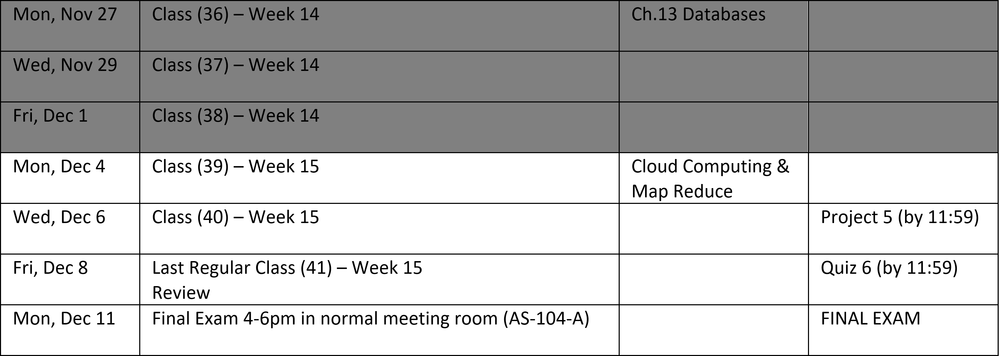 Mon, Nov 27 Class (36) – Week 14 Ch.13 Databases
Wed, Nov 29 Class (37) – Week 14
Fri, Dec 1 Class (38) – Week 14
Mon, Dec 4 Class (39) – Week 15 Cloud Computing &
Map Reduce
Wed, Dec 6 Class (40) – Week 15 Project 5 (by 11:59)
Fri, Dec 8 Last Regular Class (41) – Week 15 Quiz 6 (by 11:59)
Review
Mon, Dec 11 Final Exam 4-6pm in normal meeting room (AS-104-A) FINAL EXAM